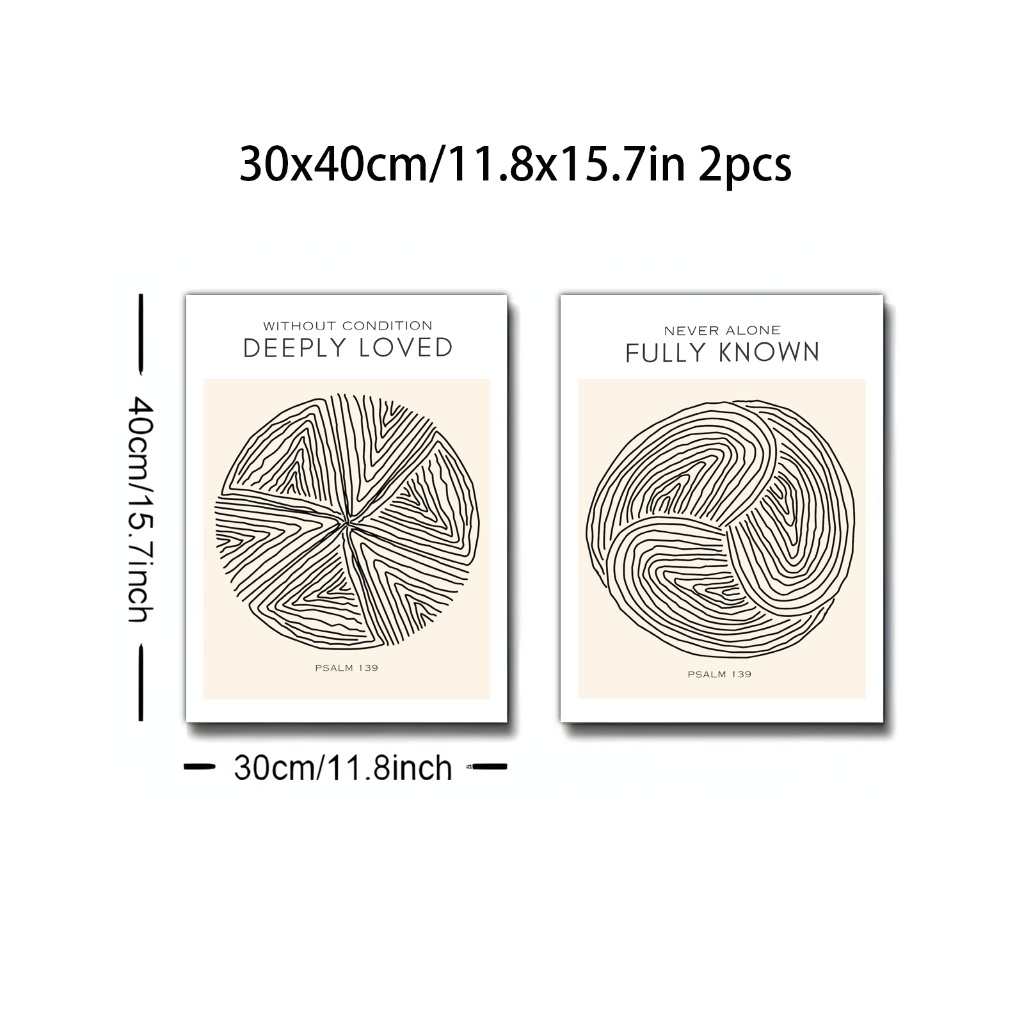 30x40cm/11.8x15.7in 2pcs
WITHOUT CONDITION
DEEPLY LOVED
PSALM 139
NEVER ALONE
FULLY KNOWN
PSALM 139
40cm/15.7inch
30cm/11.8inch